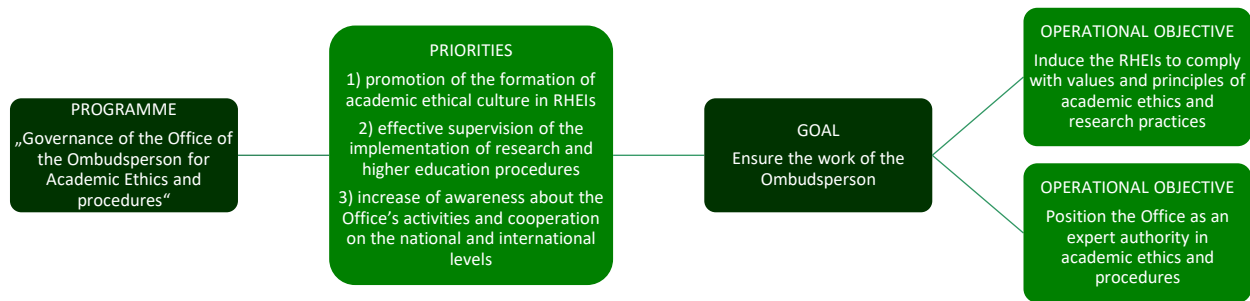 PROGRAMME
„Governance of the Office of
the Ombudsperson for
Academic Ethics and
procedures“
PRIORITIES
1) promotion of the formation of
academic ethical culture in RHEIs
2) effective supervision of the
implementation of research and
higher education procedures
3) increase of awareness about the
Office’s activities and cooperation
on the national and international
levels
GOAL
Ensure the work of the
Ombudsperson
OPERATIONAL OBJECTIVE
Induce the RHEIs to comply
with values and principles of
academic ethics and
research practices
OPERATIONAL OBJECTIVE
Position the Office as an
expert authority in
academic ethics and
procedures